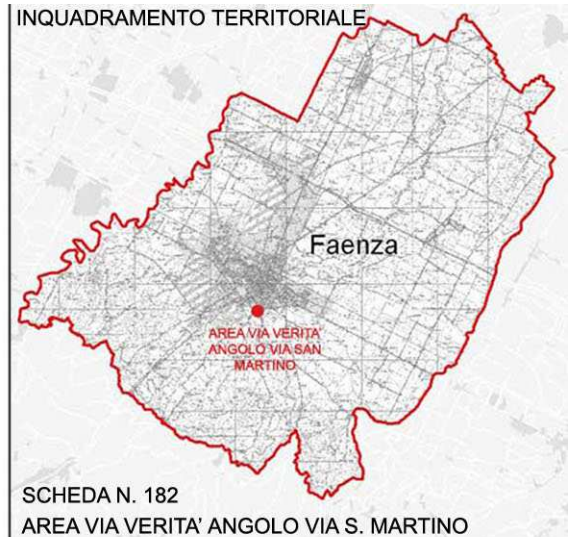 INQUADRAMENTO TERRITORIALE
Faenza
AREA VIA VERITA'
ANGOLO VIA SAN
MARTINO
SCHEDA N. 182
AREA VIA VERITA' ANGOLO VIA S. MARTINO